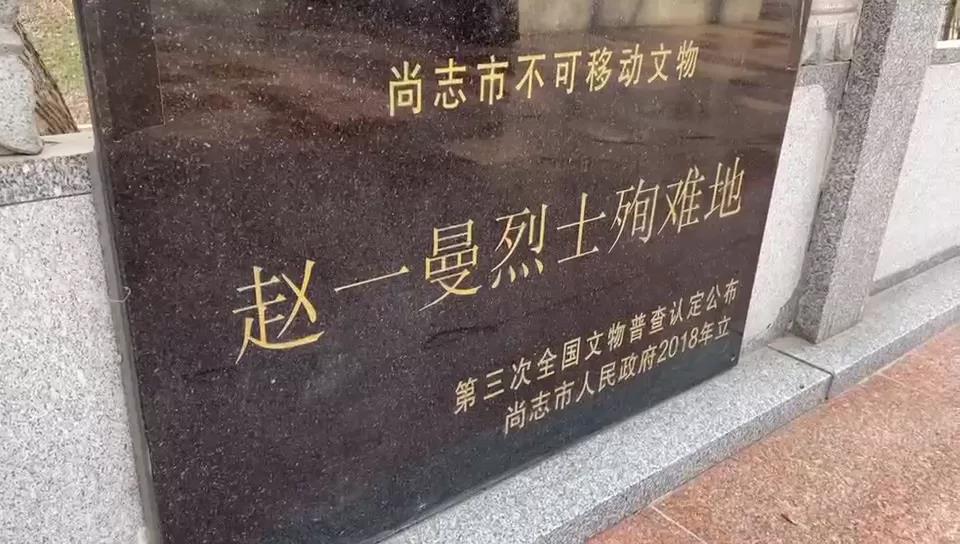 尚志市不可移动文物
赵一曼烈士殉难地
第三次全国文物普查认定公布
尚志市人民政府2018年立